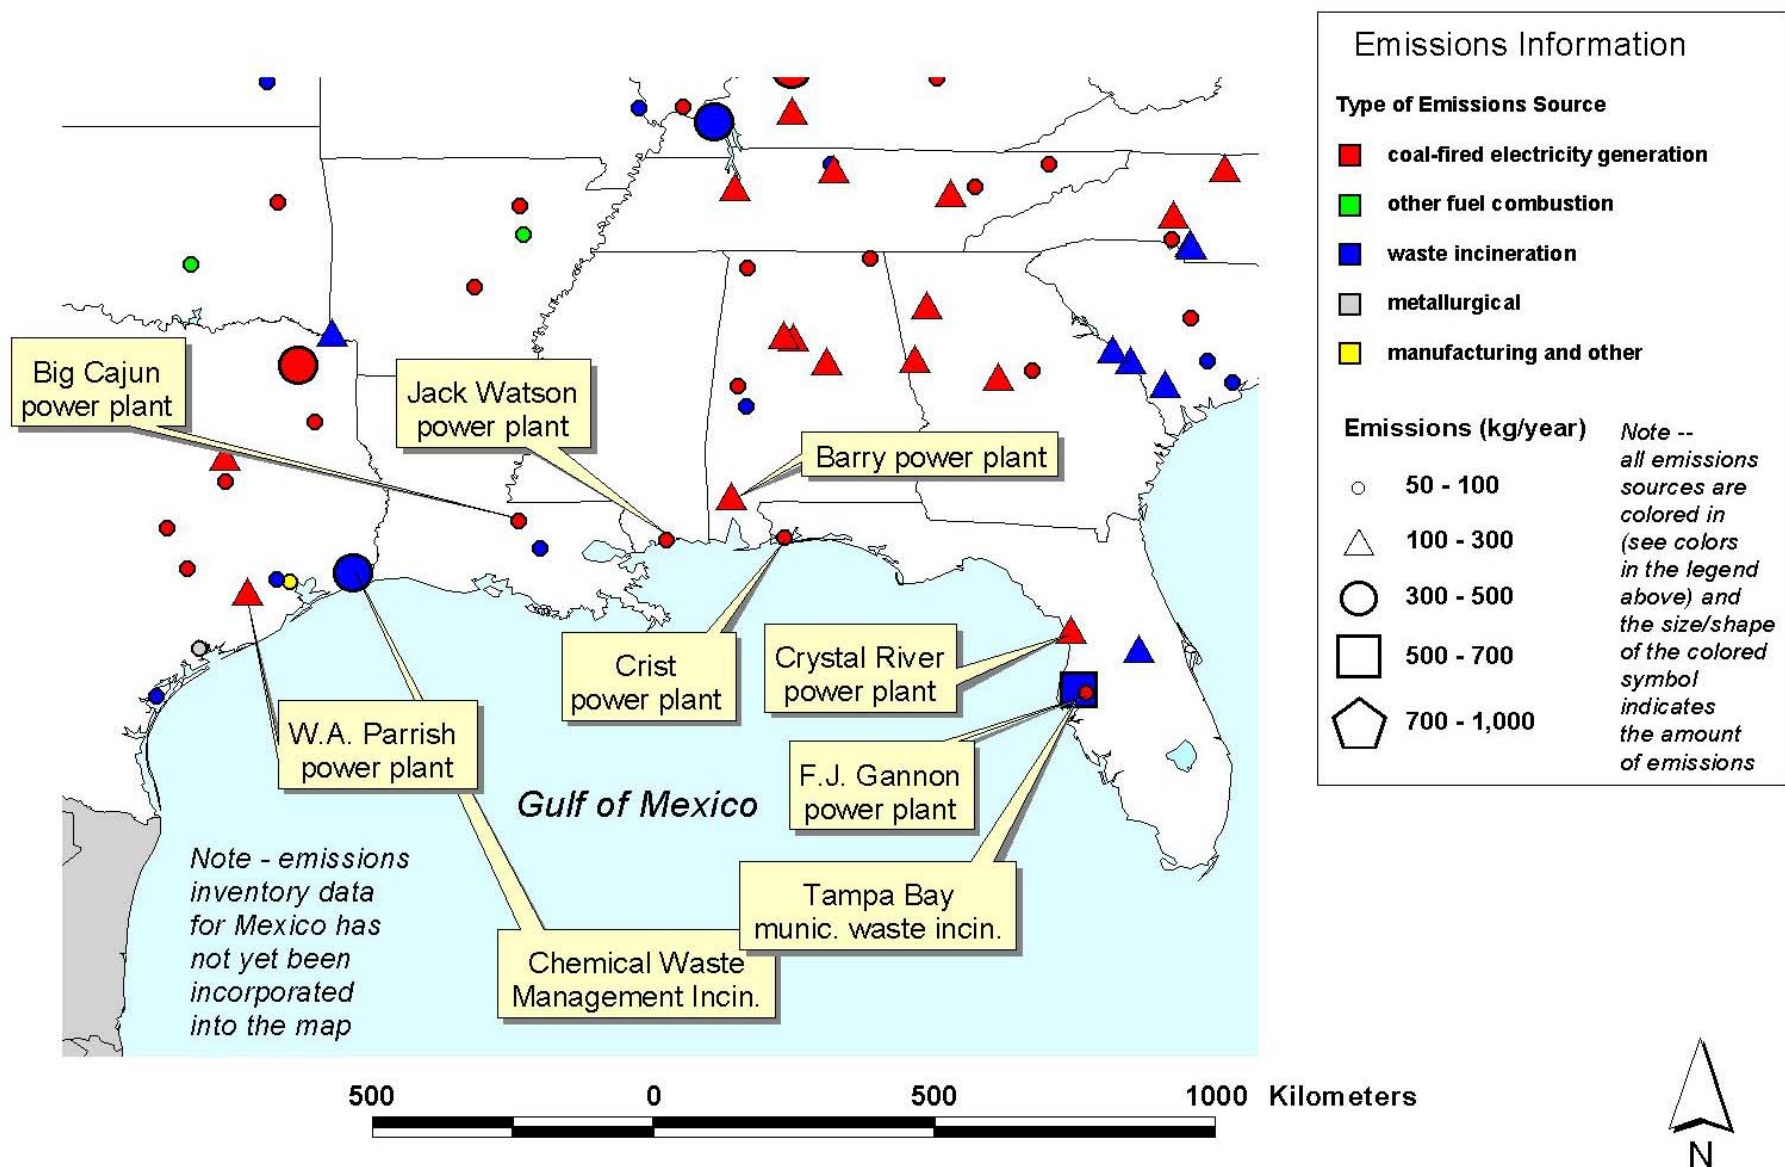 Emissions Information
Type of Emissions Source
coal-fired electricity generation
other fuel combustion
waste incineration
metallurgical
manufacturing and other
Emissions (kg/year)
50 - 100
100 - 300
300 - 500
500 - 700
700 - 1,000
Note --
all emissions
sources are
colored in
(see colors
in the legend
above) and
the size/shape
of the colored
symbol
indicates
the amount
of emissions
Big Cajun
power plant
Jack Watson
power plant
Barry power plant
Crist
power plant
Crystal River
power plant
W.A. Parrish
power plant
F.J. Gannon
power plant
Gulf of Mexico
Tampa Bay
munic. waste incin.
Chemical Waste
Management Incin.
Note - emissions
inventory data
for Mexico has
not yet been
incorporated
into the map
500 0 500 1000 Kilometers
N